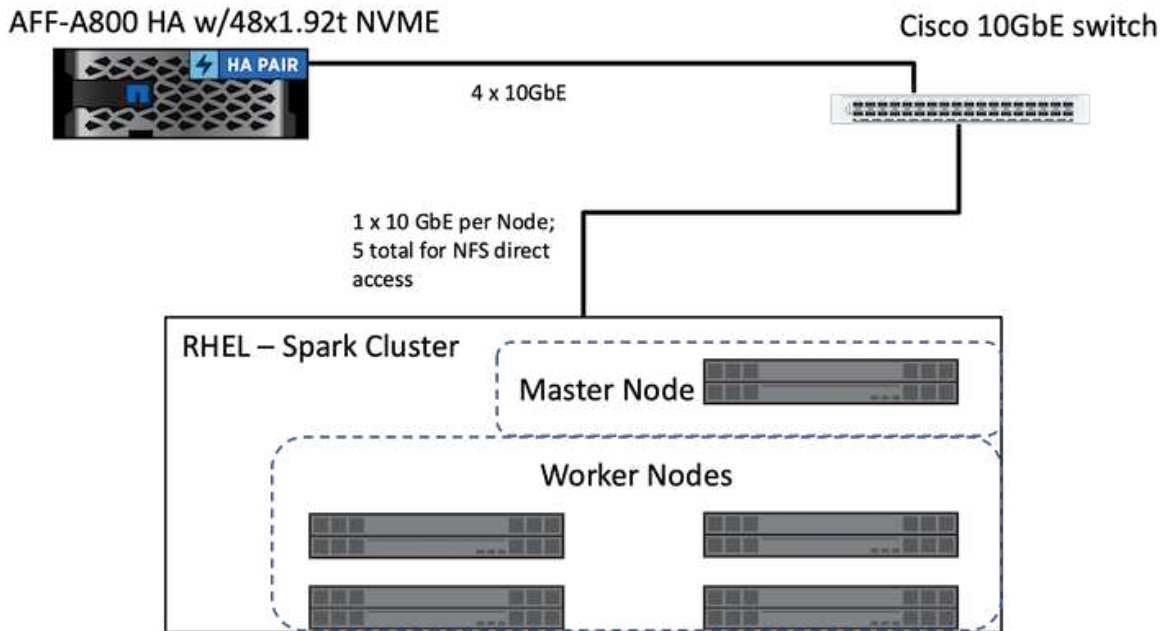 AFF-A800 HA w/48x1.92t NVME
Cisco 10GbE switch
HA PAIR
4 x 10GbE
1 x 10 GbE per Node;
5 total for NFS direct
access
RHEL – Spark Cluster
Master Node
Worker Nodes